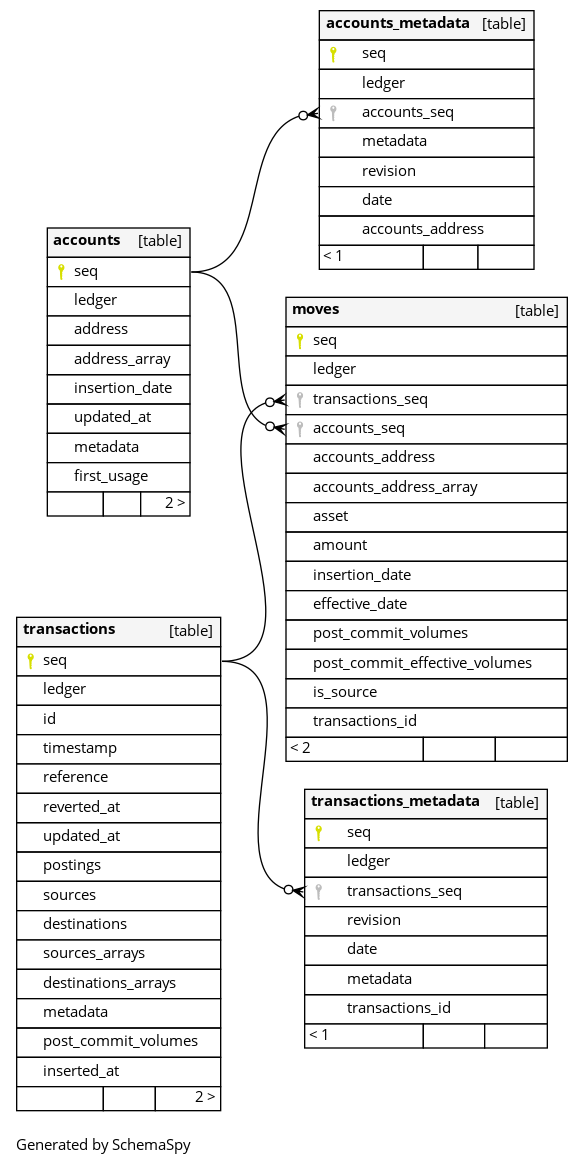 accounts_metadata [table]
seq
ledger
accounts_seq
metadata
revision
date
accounts_address
< 1
accounts [table]
seq
ledger
address
address_array
insertion_date
updated_at
metadata
first_usage
2 >
moves [table]
seq
ledger
transactions_seq
accounts_seq
accounts_address
accounts_address_array
asset
amount
insertion_date
effective_date
post_commit_volumes
post_commit_effective_volumes
is_source
transactions_id
< 2
transactions [table]
seq
ledger
id
timestamp
reference
reverted_at
updated_at
postings
sources
destinations
sources_arrays
destinations_arrays
metadata
post_commit_volumes
inserted_at
2 >
transactions_metadata [table]
seq
ledger
transactions_seq
revision
date
metadata
transactions_id
< 1
Generated by SchemaSpy